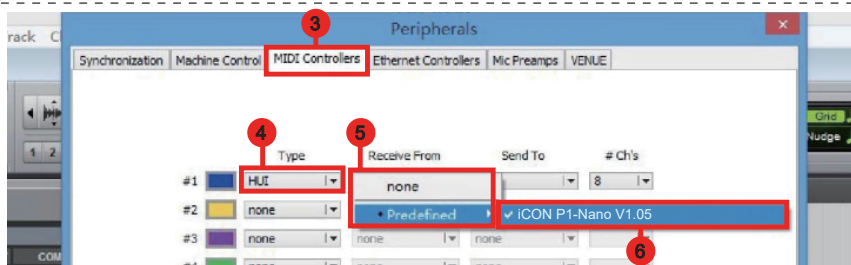 3
rack C
Peripherals
×
Synchronization Machine Control MIDI Controllers Ethernet Controllers Mic Preamps VENUE
Grid
4 5
1 2
Nudge
Type Receive From Send To # Ch's
#1 HUI none 8
#2 none • Predefined ✓ iCON P1-Nano V1.05
#3 none none none
6
COM